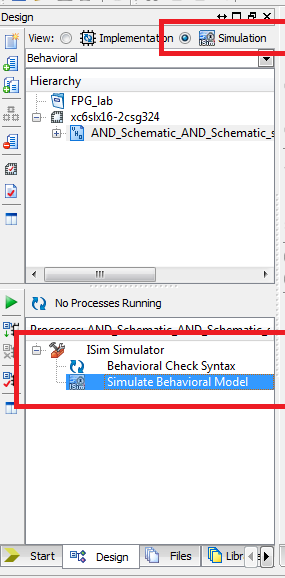 Design
View: Implementation Simulation
Behavioral
Hierarchy
FPG_lab
xc6slx16-2csg324
AND_Schematic_AND_Schematic_s
No Processes Running
Processes: AND_Schematic_AND_Schematic_
ISim Simulator
Behavioral Check Syntax
Simulate Behavioral Model
Start Design Files Libr